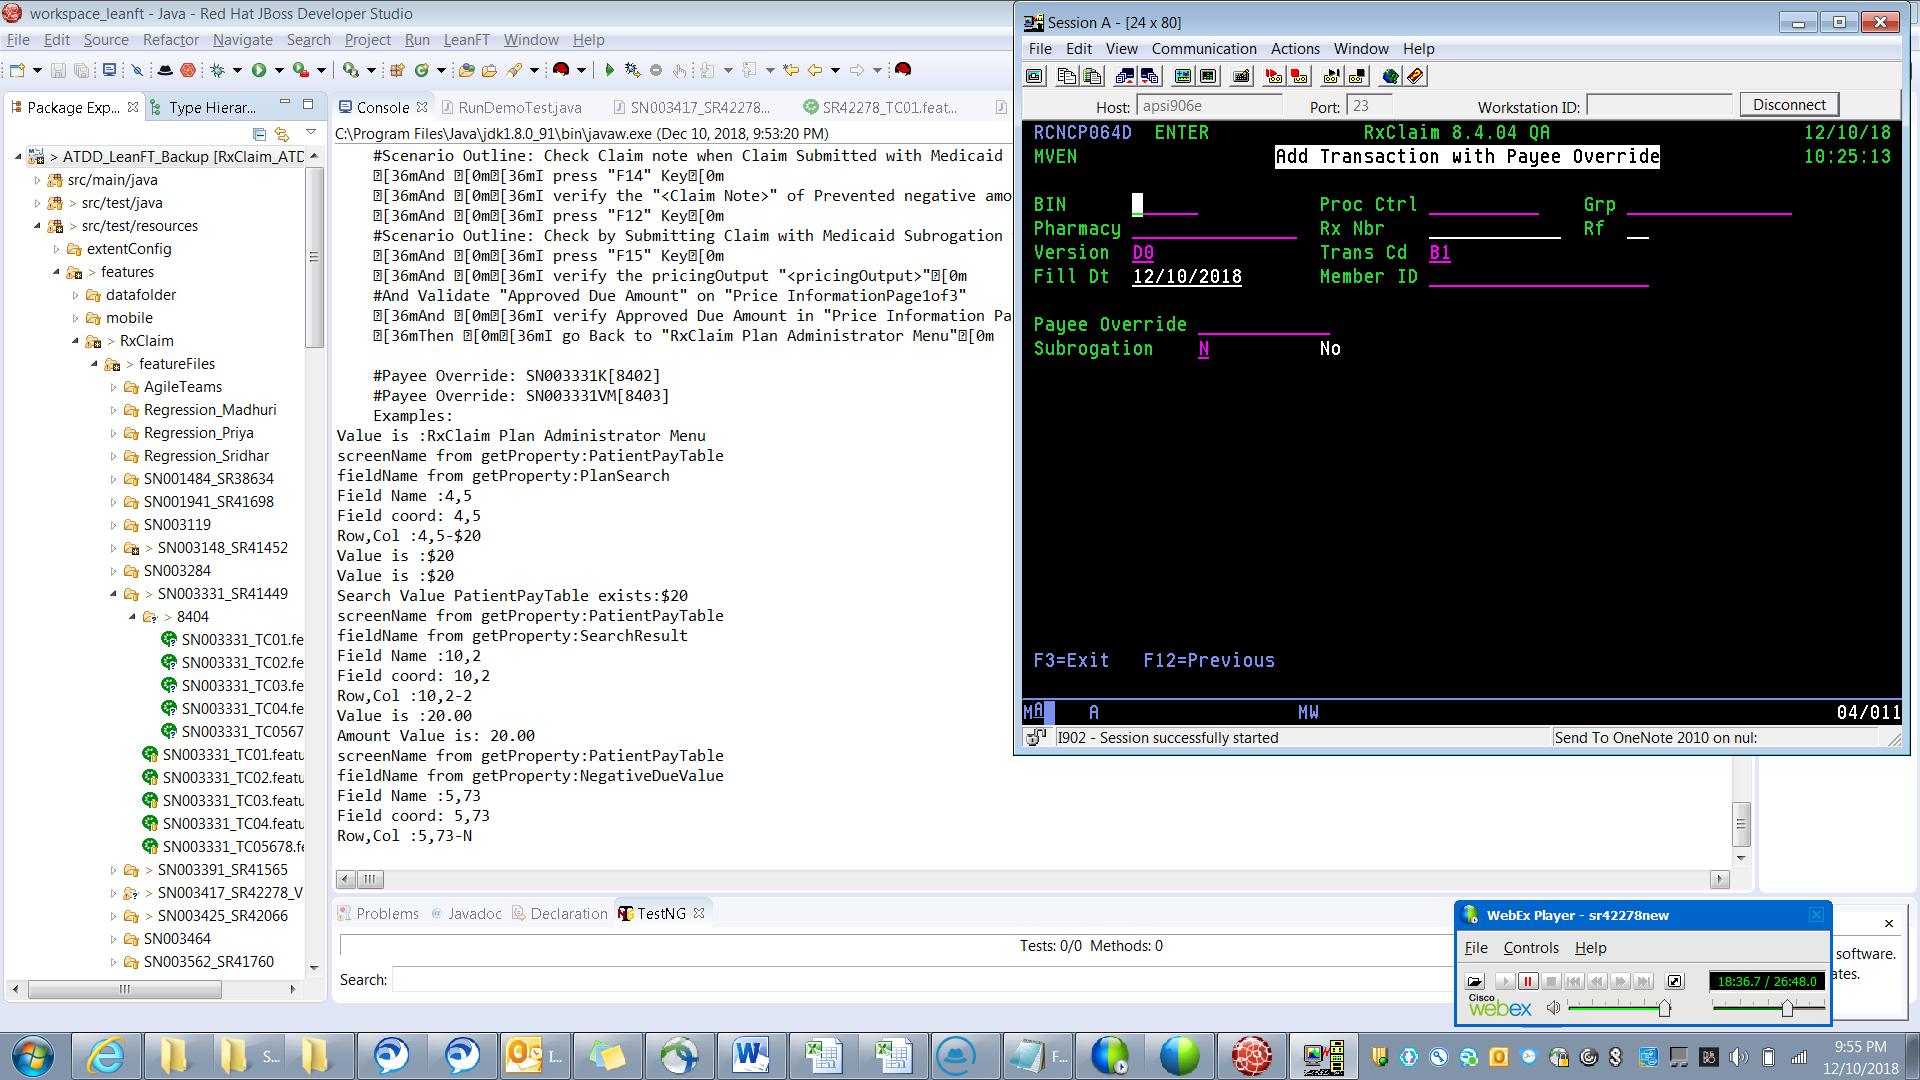 workspace_leanft - Java - Red Hat JBoss Developer Studio
File Edit Source Refactor Navigate Search Project Run LeanFT Window Help
Package Exp...
Type Hierar...
ATDD_LeanFT_Backup [RxClaim_ATD
src/main/java
> src/test/java
> src/test/resources
extentConfig
> features
datafolder
mobile
> RxClaim
> featureFiles
AgileTeams
Regression_Madhuri
Regression_Priya
Regression_Sridhar
SN001484_SR38634
SN001941_SR41698
SN003119
> SN003148_SR41452
SN003284
> SN003331_SR41449
> 8404
SN003331_TC01.fe
SN003331_TC02.fe
SN003331_TC03.fe
SN003331_TC04.fe
SN003331_TC0567
SN003331_TC01.featu
SN003331_TC02.featu
SN003331_TC03.featu
SN003331_TC04.featu
SN003331_TC05678.fe
> SN003391_SR41565
> SN003417_SR42278_V
> SN003425_SR42066
SN003464
> SN003562_SR41760
Console
RunDemoTest.java
SN003417_SR42278...
SR42278_TC01.feat...
C:\Program Files\Java\jdk1.8.0_91\bin\javaw.exe (Dec 10, 2018, 9:53:20 PM)
#Scenario Outline: Check Claim note when Claim Submitted with Medicaid
[36mAnd [0m[36mI press "F14" Key[0m
[36mAnd [0m[36mI verify the "<Claim Note>" of Prevented negative amo
[36mAnd [0m[36mI press "F12" Key[0m
#Scenario Outline: Check by Submitting Claim with Medicaid Subrogation
[36mAnd [0m[36mI press "F15" Key[0m
[36mAnd [0m[36mI verify the pricingOutput "<pricingOutput>"[0m
#And Validate "Approved Due Amount" on "Price InformationPage1of3"
[36mAnd [0m[36mI verify Approved Due Amount in "Price Information Pa
[36mThen [0m[36mI go Back to "RxClaim Plan Administrator Menu"[0m
#Payee Override: SN003331K[8402]
#Payee Override: SN003331VM[8403]
Examples:
Value is :RxClaim Plan Administrator Menu
screenName from getProperty:PatientPayTable
fieldName from getProperty:PlanSearch
Field Name :4,5
Field coord: 4,5
Row,Col :4,5-$20
Value is :$20
Value is :$20
Search Value PatientPayTable exists:$20
screenName from getProperty:PatientPayTable
fieldName from getProperty:SearchResult
Field Name :10,2
Field coord: 10,2
Row,Col :10,2-2
Value is :20.00
Amount Value is: 20.00
screenName from getProperty:PatientPayTable
fieldName from getProperty:NegativeDueValue
Field Name :5,73
Field coord: 5,73
Row,Col :5,73-N
Problems @ Javadoc Declaration TestNG
Tests: 0/0 Methods: 0
Search:
Session A - [24 x 80]
File Edit View Communication Actions Window Help
Host: apsi906e Port: 23 Workstation ID: Disconnect
RCNCP064D ENTER RxClaim 8.4.04 QA 12/10/18
MVEN Add Transaction with Payee Override 10:25:13
BIN Proc Ctrl Grp
Pharmacy Rx Nbr Rf
Version D0 Trans Cd B1
Fill Dt 12/10/2018 Member ID
Payee Override
Subrogation N No
F3=Exit F12=Previous
MA A MW 04/011
I902 - Session successfully started
Send To OneNote 2010 on nul:
WebEx Player - sr42278new
File Controls Help
18:36.7 / 26:48.0
Cisco webex
software.
ates.
S...
I...
F...
9:55 PM
12/10/2018